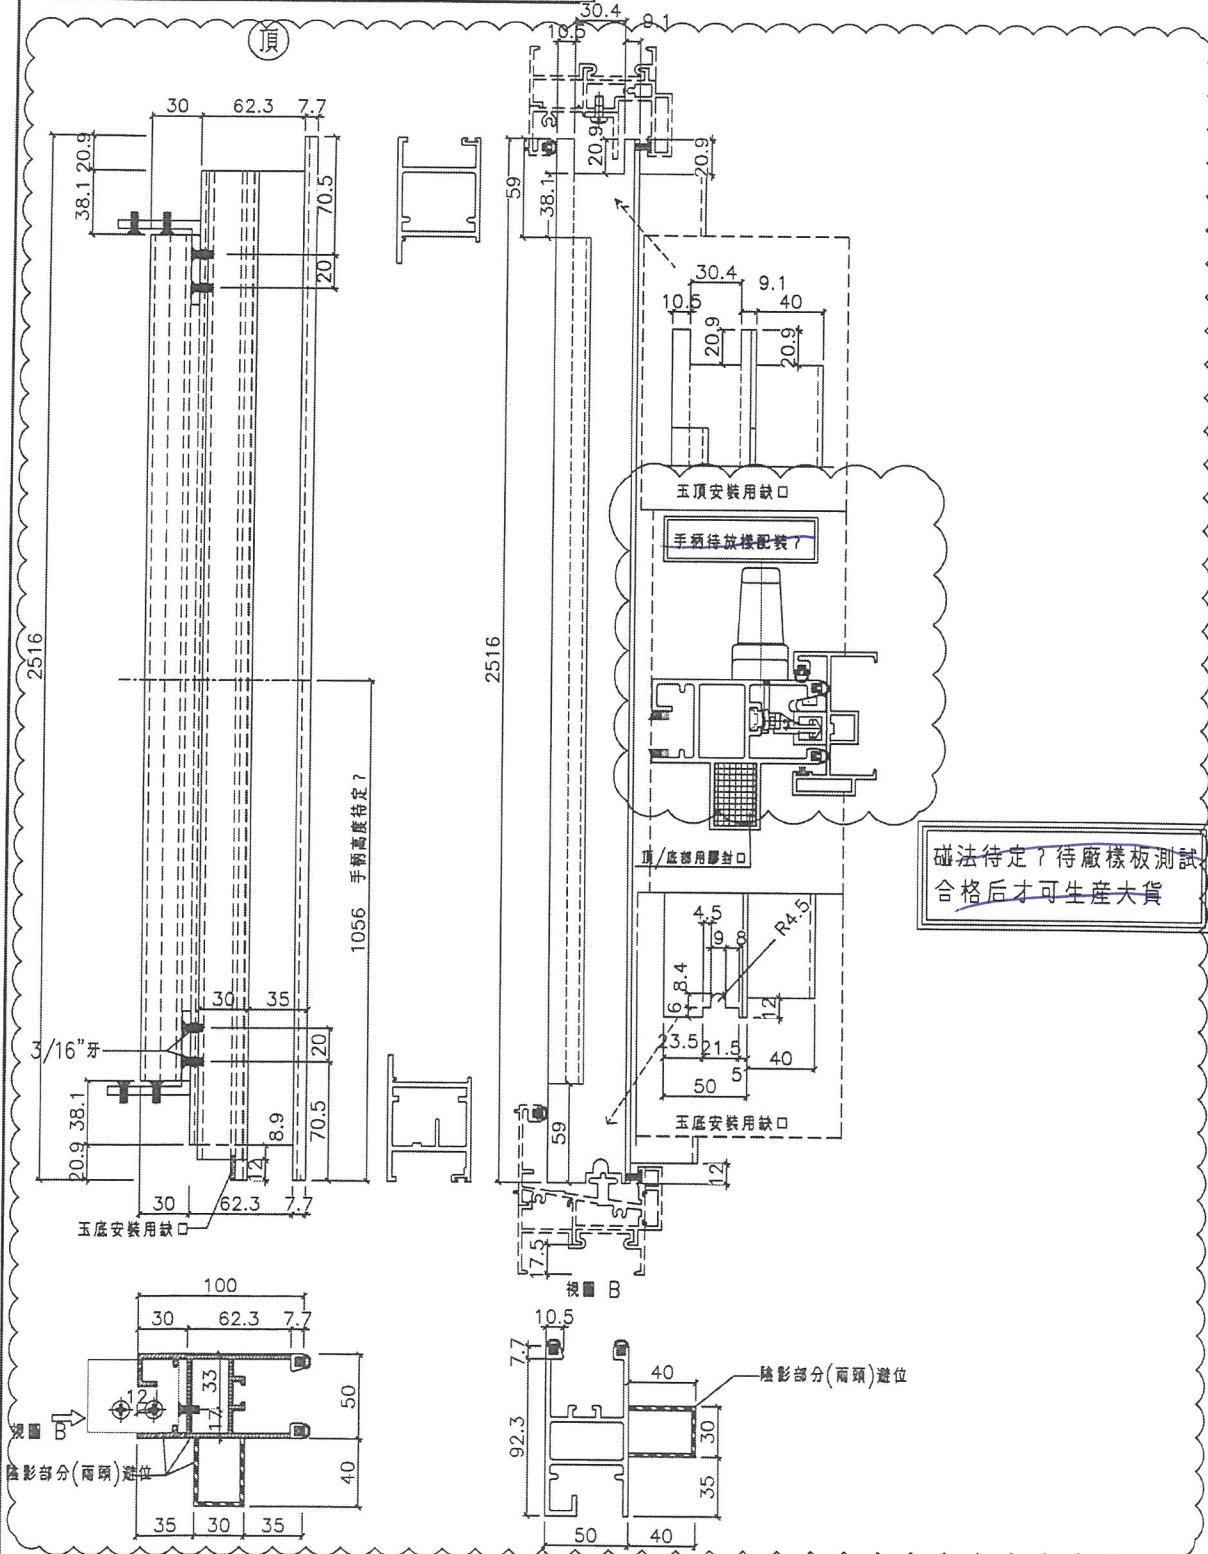 頂
30.4
9.1
10.5
30 62.3 7.7
20.9
38.1
70.5
20
20.9
59
38.1
20.9
30.4
9.1
10.5
40
20.9
20.9
玉頂安裝用缺口
手柄待放樣配裝?
2516
2516
1056 手柄高度待定?
頂/底部用膠封口
碰法待定?待廠樣板測試
合格后才可生產大貨
4.5
9 8
R4.5
8.4
6
12
23.5
21.5
40
5
50
玉底安裝用缺口
30 35
3/16"牙
20
38.1
8.9
70.5
20.9
12
30 62.3 7.7
玉底安裝用缺口
59
12
17.5
視圖 B
100
30 62.3 7.7
12
33
17
50
40
視圖 B
陰影部分(兩頭)避位
35 30 35
10.5
7.7
92.3
40
陰影部分(兩頭)避位
30
35
50 40